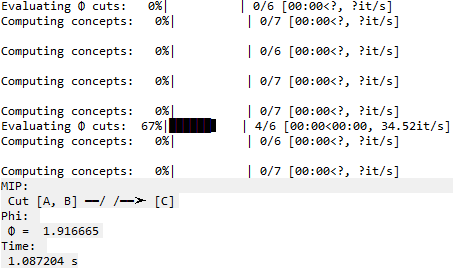 Evaluating Φ cuts:   0%|          | 0/6 [00:00<?, ?it/s]
Computing concepts:   0%|          | 0/7 [00:00<?, ?it/s]
Computing concepts:   0%|          | 0/7 [00:00<?, ?it/s]
Computing concepts:   0%|          | 0/7 [00:00<?, ?it/s]
Computing concepts:   0%|          | 0/7 [00:00<?, ?it/s]
Evaluating Φ cuts:  67%|██████▋   | 4/6 [00:00<00:00, 34.52it/s]
Computing concepts:   0%|          | 0/6 [00:00<?, ?it/s]
Computing concepts:   0%|          | 0/7 [00:00<?, ?it/s]
MIP:
Cut [A, B] ━━/ /━━➤ [C]
Phi:
Φ =  1.916665
Time:
1.087204 s